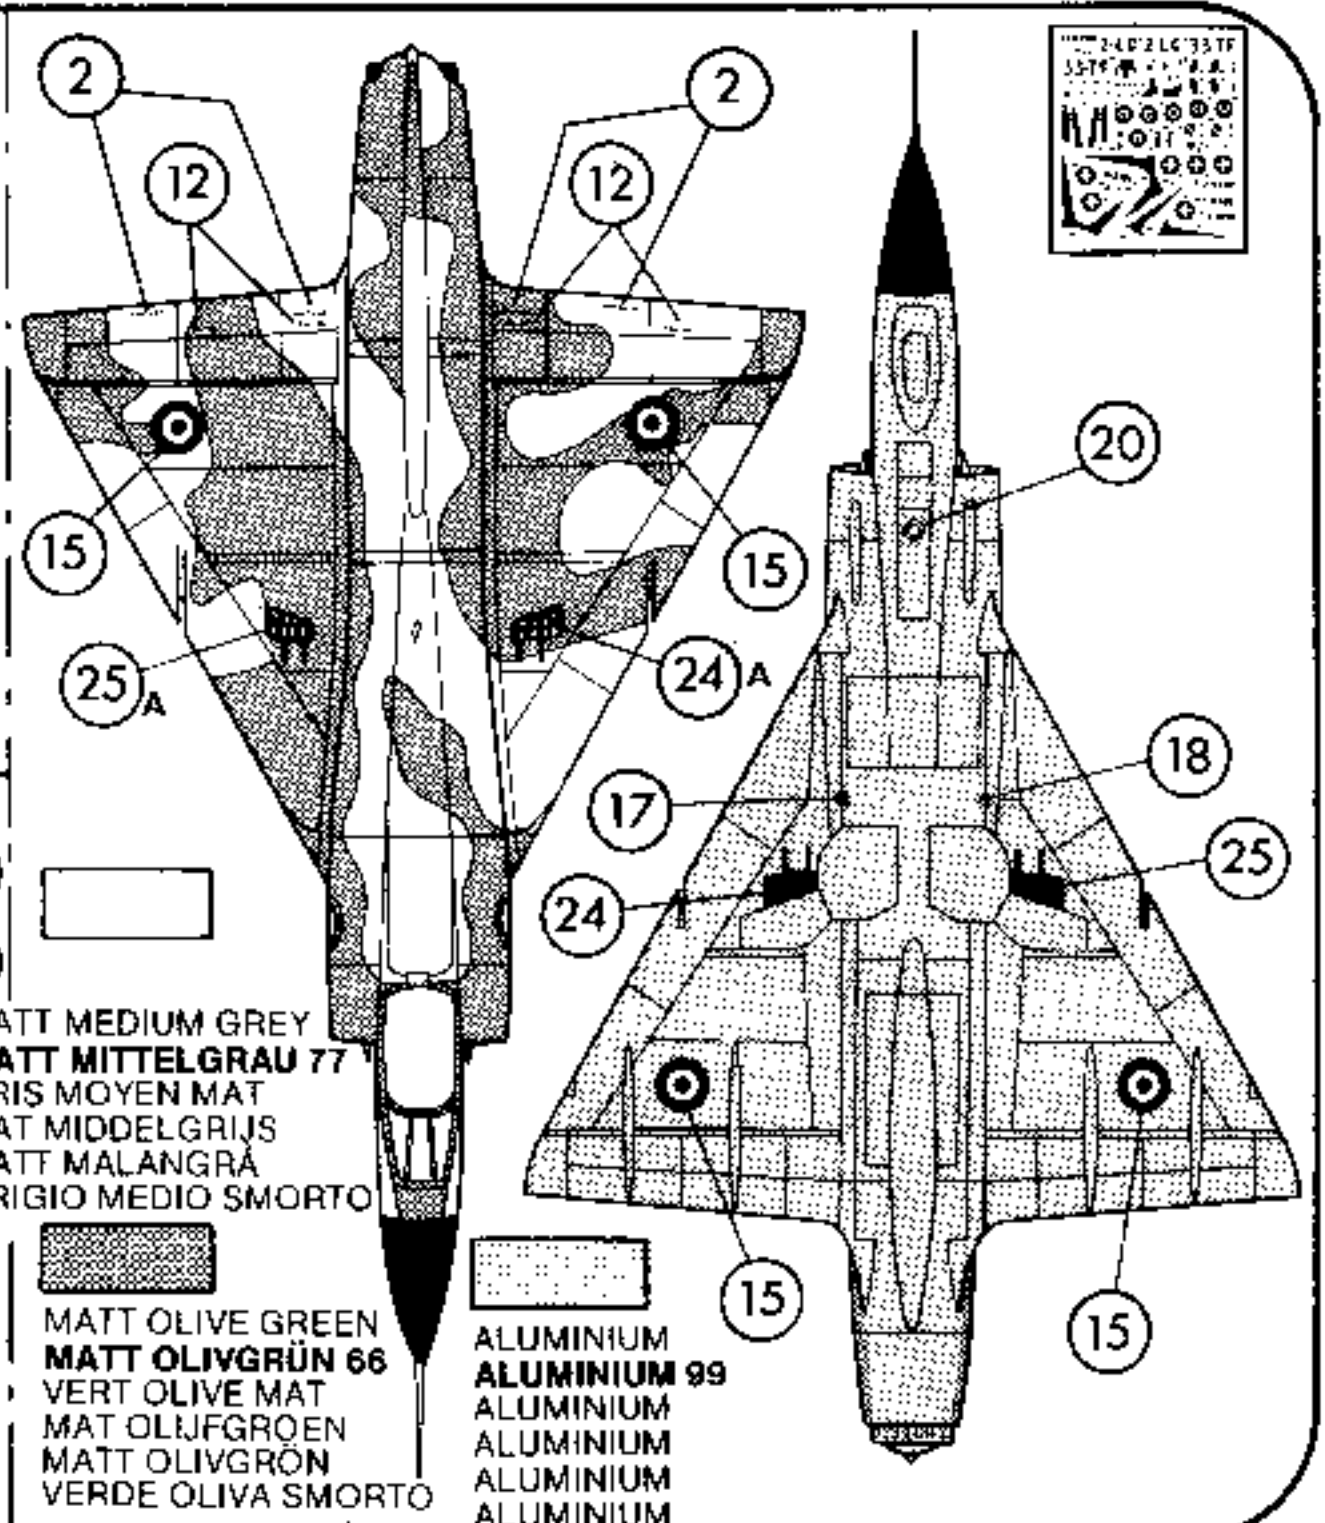 2
2
12
12
15
15
25 A
24 A
20
17
18
24
25
15
15
ATT MEDIUM GREY
ATT MITTELGRAU 77
RIS MOYEN MAT
AT MIDDELGRIJS
ATT MALANGRÅ
RIGIO MEDIO SMORTO
MATT OLIVE GREEN
MATT OLIVGRÜN 66
VERT OLIVE MAT
MAT OLIJFGROEN
MATT OLIVGRÖN
VERDE OLIVA SMORTO
ALUMINIUM
ALUMINIUM 99
ALUMINIUM
ALUMINIUM
ALUMINIUM
ALUMINIUM